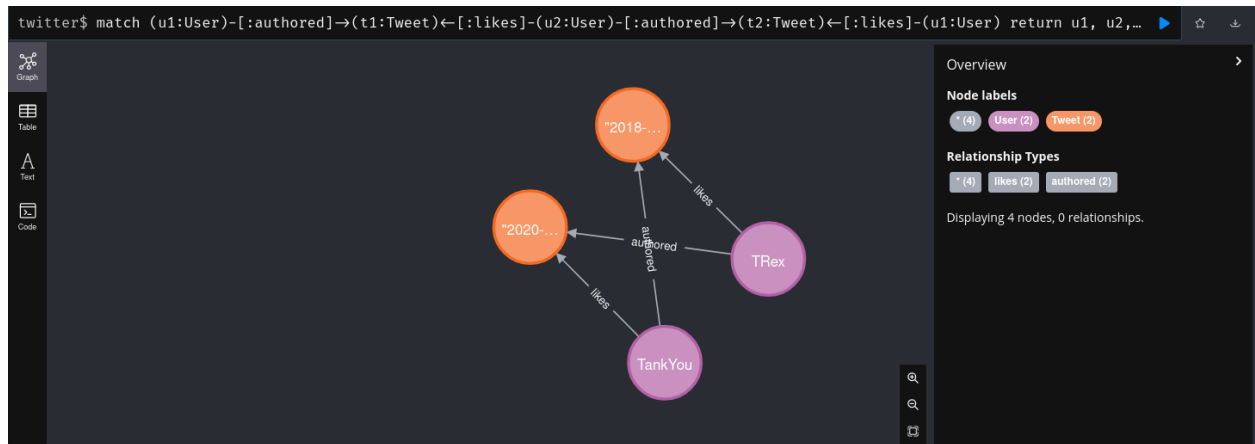 twitter$ match (u1:User)-[:authored]→(t1:Tweet)←[:likes]-(u2:User)-[:authored]→(t2:Tweet)←[:likes]-(u1:User) return u1, u2,…
Graph
Table
Text
Code
"2018-…
likes
"2020-…
authored
authored
TRex
likes
TankYou
Overview
Node labels
* (4) User (2) Tweet (2)
Relationship Types
* (4) likes (2) authored (2)
Displaying 4 nodes, 0 relationships.